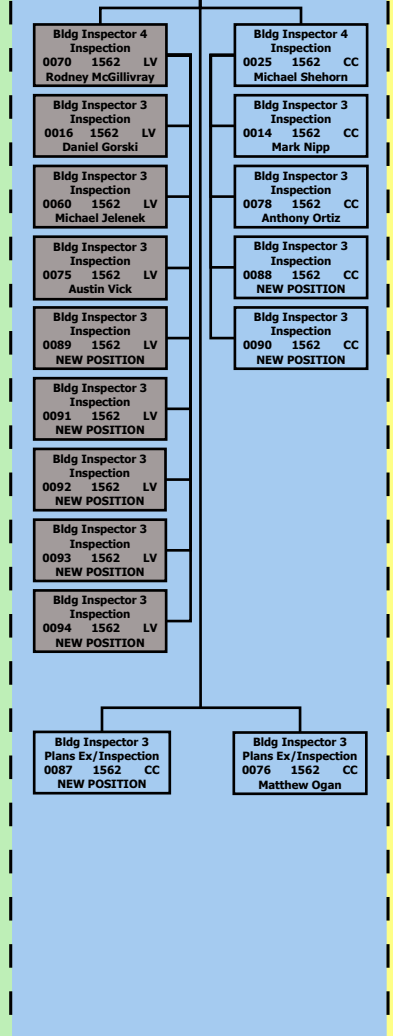 Bldg Inspector 4
Inspection
0070 1562 LV
Rodney McGillivray
Bldg Inspector 3
Inspection
0016 1562 LV
Daniel Gorski
Bldg Inspector 3
Inspection
0060 1562 LV
Michael Jelenek
Bldg Inspector 3
Inspection
0075 1562 LV
Austin Vick
Bldg Inspector 3
Inspection
0089 1562 LV
NEW POSITION
Bldg Inspector 3
Inspection
0091 1562 LV
NEW POSITION
Bldg Inspector 3
Inspection
0092 1562 LV
NEW POSITION
Bldg Inspector 3
Inspection
0093 1562 LV
NEW POSITION
Bldg Inspector 3
Inspection
0094 1562 LV
NEW POSITION
Bldg Inspector 4
Inspection
0025 1562 CC
Michael Shehorn
Bldg Inspector 3
Inspection
0014 1562 CC
Mark Nipp
Bldg Inspector 3
Inspection
0078 1562 CC
Anthony Ortiz
Bldg Inspector 3
Inspection
0088 1562 CC
NEW POSITION
Bldg Inspector 3
Inspection
0090 1562 CC
NEW POSITION
Bldg Inspector 3
Plans Ex/Inspection
0087 1562 CC
NEW POSITION
Bldg Inspector 3
Plans Ex/Inspection
0076 1562 CC
Matthew Ogan